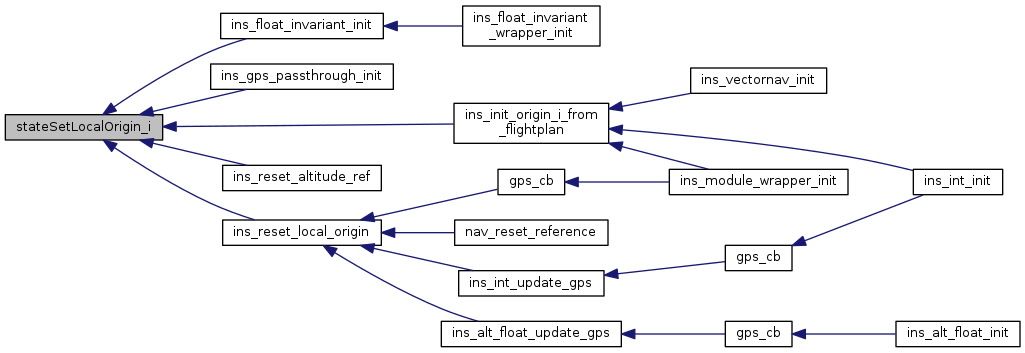 ins_float_invariant_init
ins_float_invariant
_wrapper_init
ins_gps_passthrough_init
ins_vectornav_init
stateSetLocalOrigin_i
ins_init_origin_i_from
_flightplan
ins_reset_altitude_ref
gps_cb
ins_module_wrapper_init
ins_int_init
ins_reset_local_origin
nav_reset_reference
gps_cb
ins_int_update_gps
ins_alt_float_update_gps
gps_cb
ins_alt_float_init